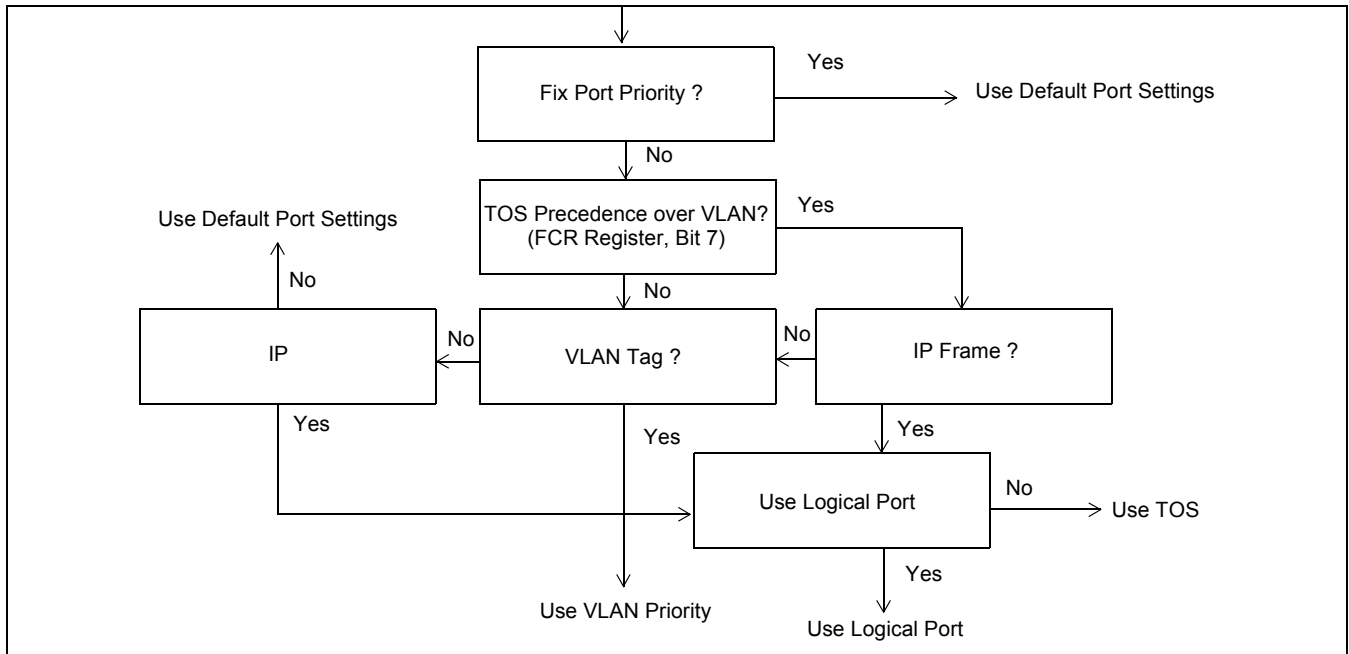 Yes
Fix Port Priority ?
Use Default Port Settings
No
TOS Precedence over VLAN?
(FCR Register, Bit 7)
Yes
Use Default Port Settings
No
No
IP
No
VLAN Tag ?
No
IP Frame ?
Yes
Yes
Yes
Use Logical Port
No
Use TOS
Yes
Use VLAN Priority
Use Logical Port